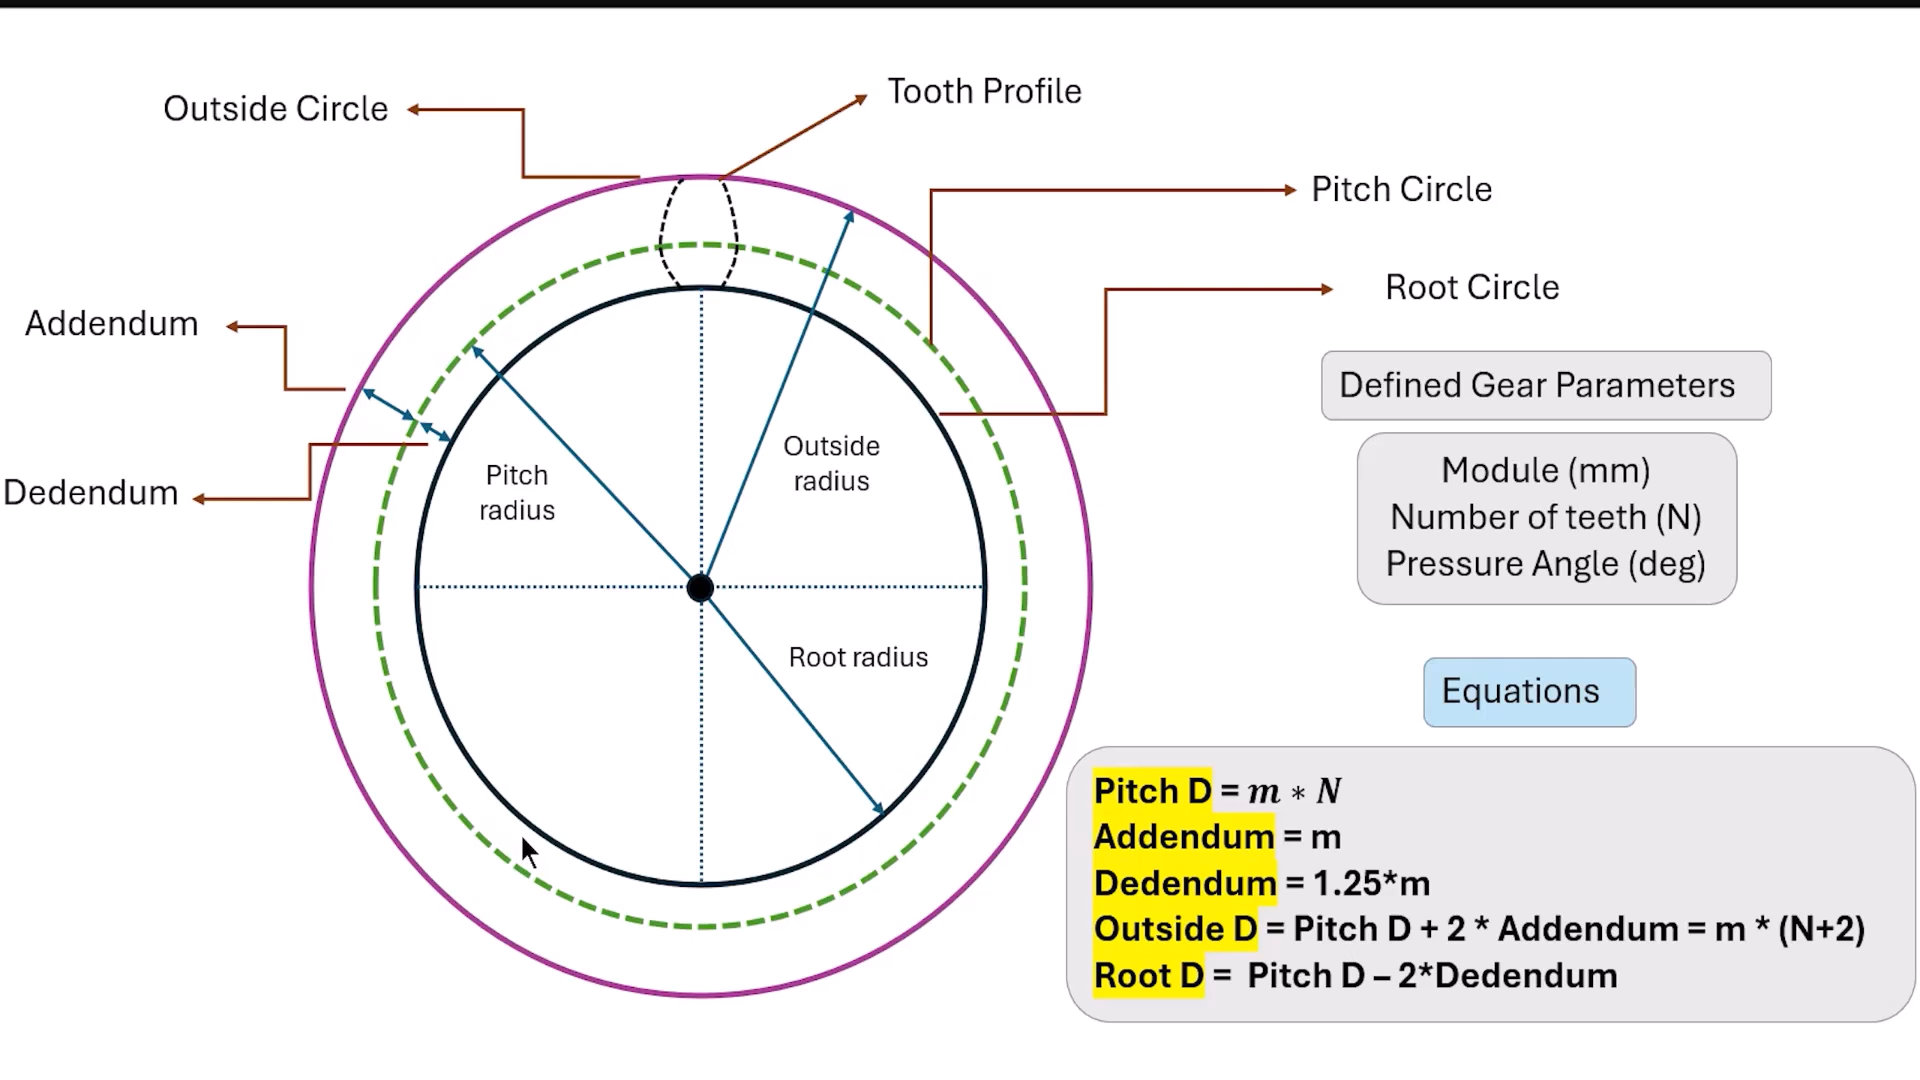 Outside Circle
Tooth Profile
Pitch Circle
Root Circle
Addendum
Dedendum
Pitch
radius
Outside
radius
Root radius
Defined Gear Parameters
Module (mm)
Number of teeth (N)
Pressure Angle (deg)
Equations
Pitch D = m ∗ N
Addendum = m
Dedendum = 1.25*m
Outside D = Pitch D + 2 * Addendum = m * (N+2)
Root D = Pitch D – 2*Dedendum